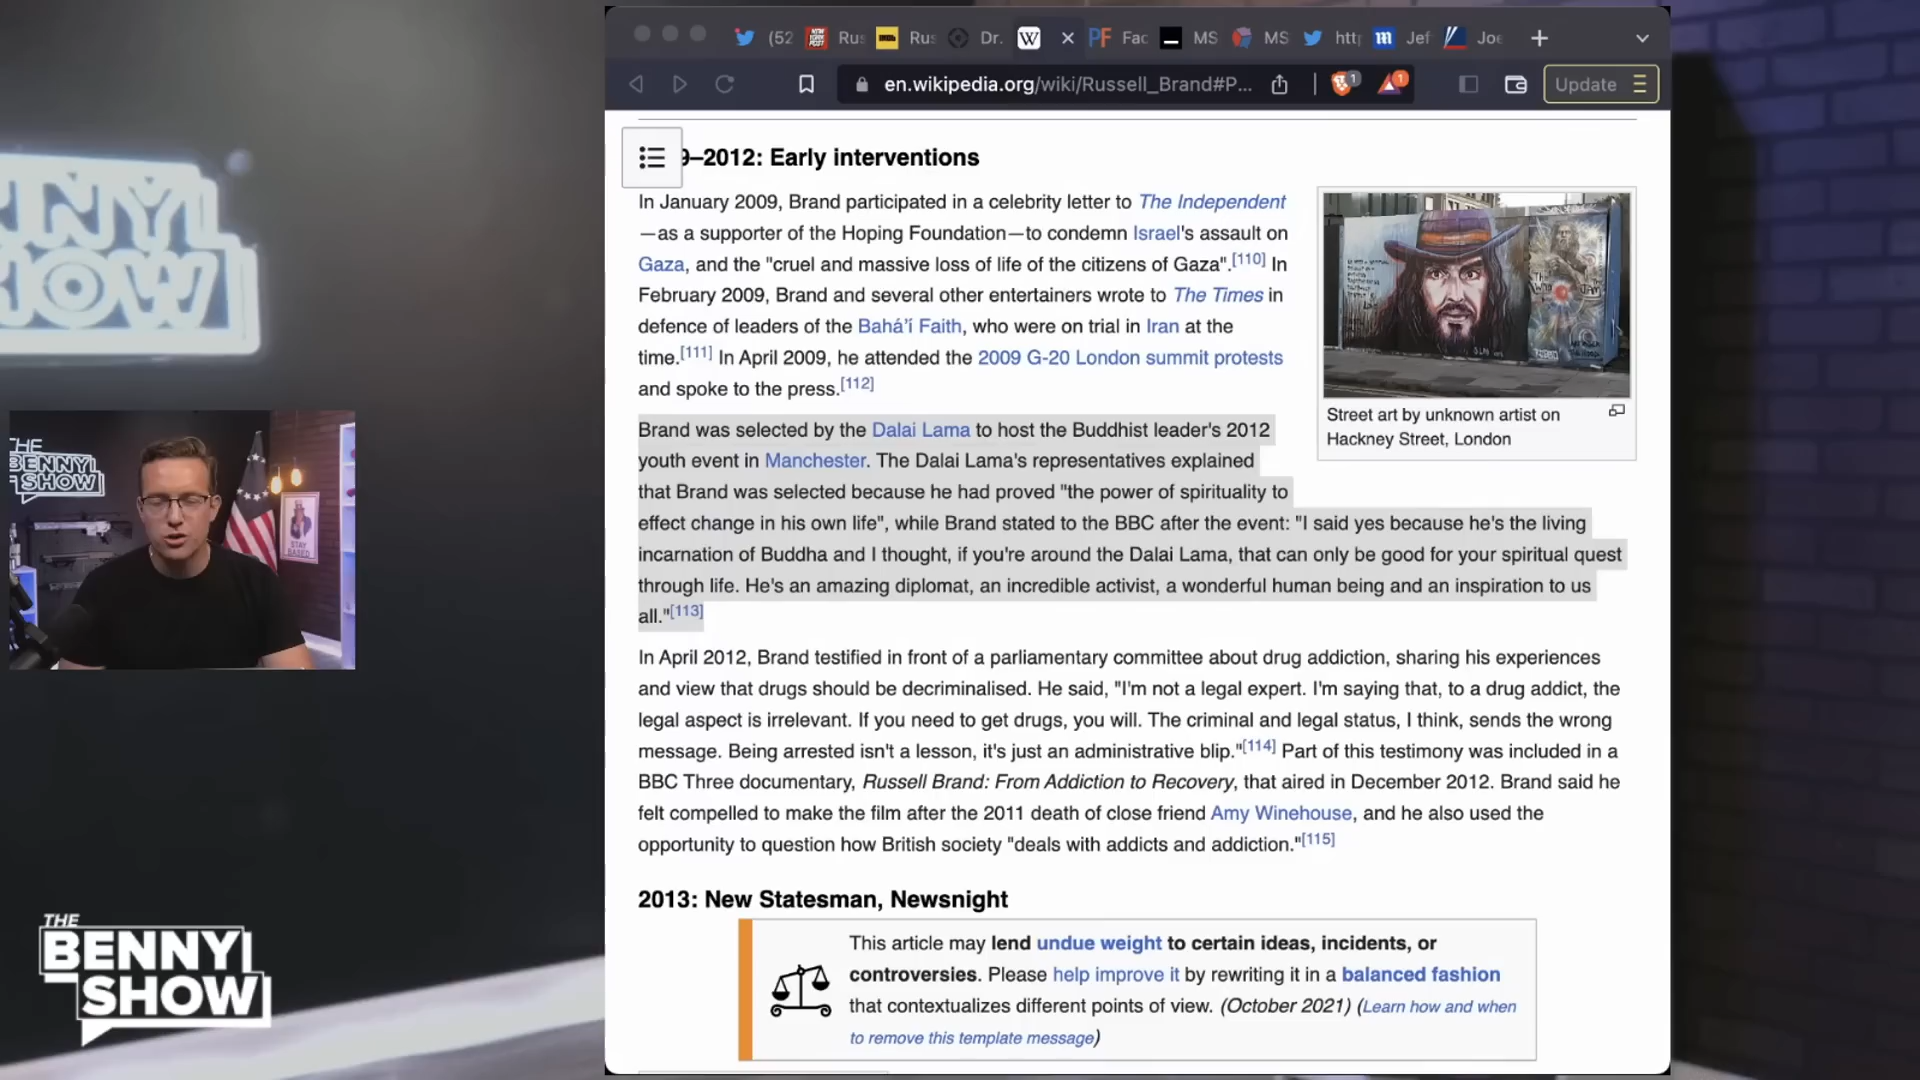 (52
Rus
Rus
Dr.
Fac
MS
MS
http
Jef
Joe
en.wikipedia.org/wiki/Russell_Brand#P...
1
1
Update
9–2012: Early interventions
In January 2009, Brand participated in a celebrity letter to The Independent
—as a supporter of the Hoping Foundation—to condemn Israel's assault on
Gaza, and the "cruel and massive loss of life of the citizens of Gaza".[110] In
February 2009, Brand and several other entertainers wrote to The Times in
defence of leaders of the Bahá'í Faith, who were on trial in Iran at the
time.[111] In April 2009, he attended the 2009 G-20 London summit protests
and spoke to the press.[112]
Street art by unknown artist on
Hackney Street, London
Brand was selected by the Dalai Lama to host the Buddhist leader's 2012
youth event in Manchester. The Dalai Lama's representatives explained
that Brand was selected because he had proved "the power of spirituality to
effect change in his own life", while Brand stated to the BBC after the event: "I said yes because he's the living
incarnation of Buddha and I thought, if you're around the Dalai Lama, that can only be good for your spiritual quest
through life. He's an amazing diplomat, an incredible activist, a wonderful human being and an inspiration to us
all."[113]
In April 2012, Brand testified in front of a parliamentary committee about drug addiction, sharing his experiences
and view that drugs should be decriminalised. He said, "I'm not a legal expert. I'm saying that, to a drug addict, the
legal aspect is irrelevant. If you need to get drugs, you will. The criminal and legal status, I think, sends the wrong
message. Being arrested isn't a lesson, it's just an administrative blip."[114] Part of this testimony was included in a
BBC Three documentary, Russell Brand: From Addiction to Recovery, that aired in December 2012. Brand said he
felt compelled to make the film after the 2011 death of close friend Amy Winehouse, and he also used the
opportunity to question how British society "deals with addicts and addiction."[115]
2013: New Statesman, Newsnight
This article may lend undue weight to certain ideas, incidents, or
controversies. Please help improve it by rewriting it in a balanced fashion
that contextualizes different points of view. (October 2021) (Learn how and when
to remove this template message)
ENNY
HOW
THE
BENNY
SHOW
STAY
BASED
THE
BENNY
SHOW